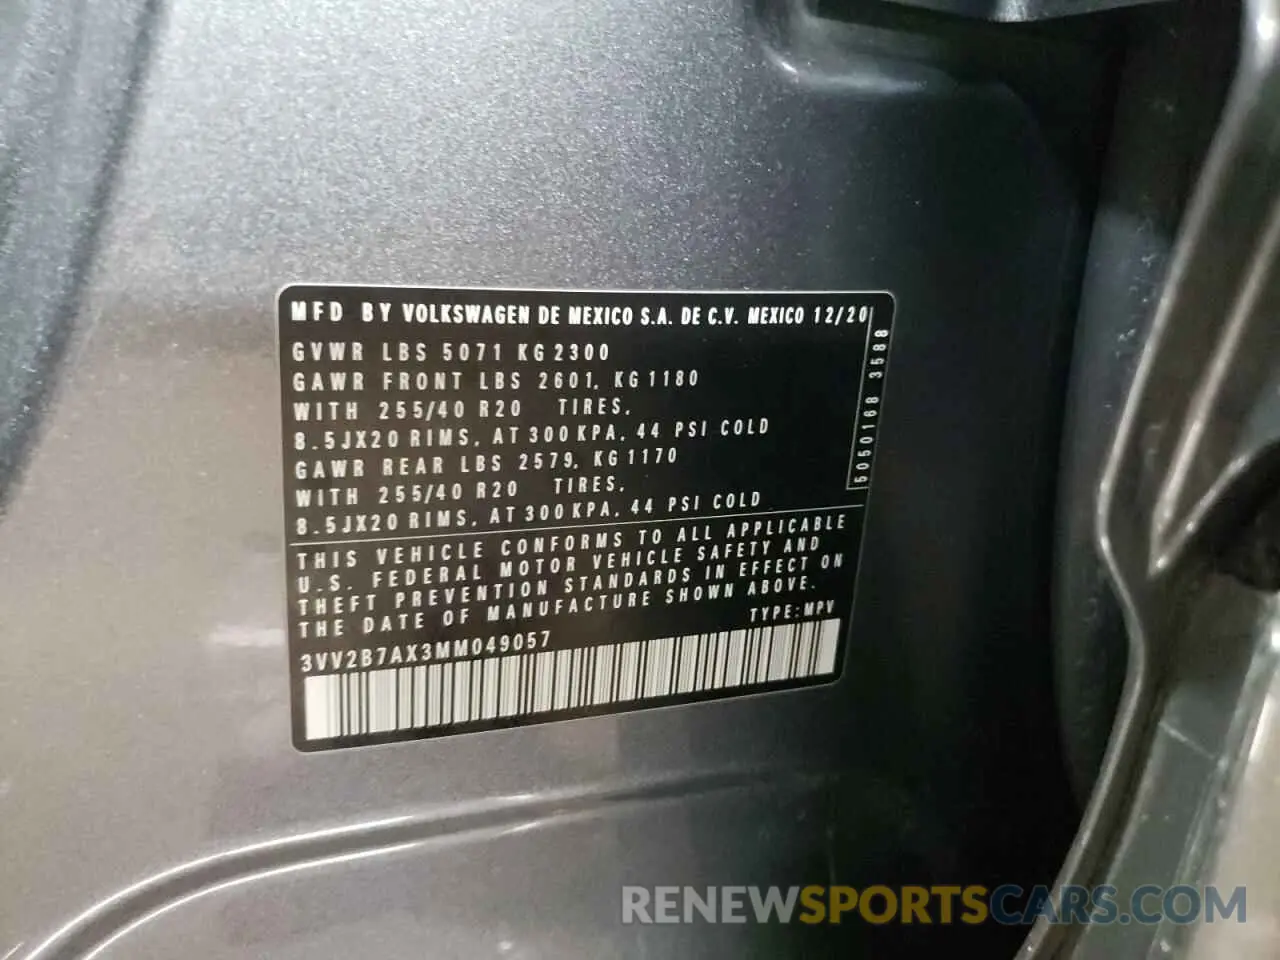 MFD BY VOLKSWAGEN DE MEXICO S.A. DE C.V. MEXICO 12/20
GVWR LBS 5071 KG 2300
GAWR FRONT LBS 2601, KG 1180
WITH 255/40 R20 TIRES,
8.5JX20 RIMS, AT 300 KPA, 44 PSI COLD
GAWR REAR LBS 2579, KG 1170
WITH 255/40 R20 TIRES,
8.5JX20 RIMS, AT 300 KPA, 44 PSI COLD
5050168 3588
THIS VEHICLE CONFORMS TO ALL APPLICABLE
U.S. FEDERAL MOTOR VEHICLE SAFETY AND
THEFT PREVENTION STANDARDS IN EFFECT ON
THE DATE OF MANUFACTURE SHOWN ABOVE.
TYPE: MPV
3VV2B7AX3MM049057
RENEWSPORTSCARS.COM